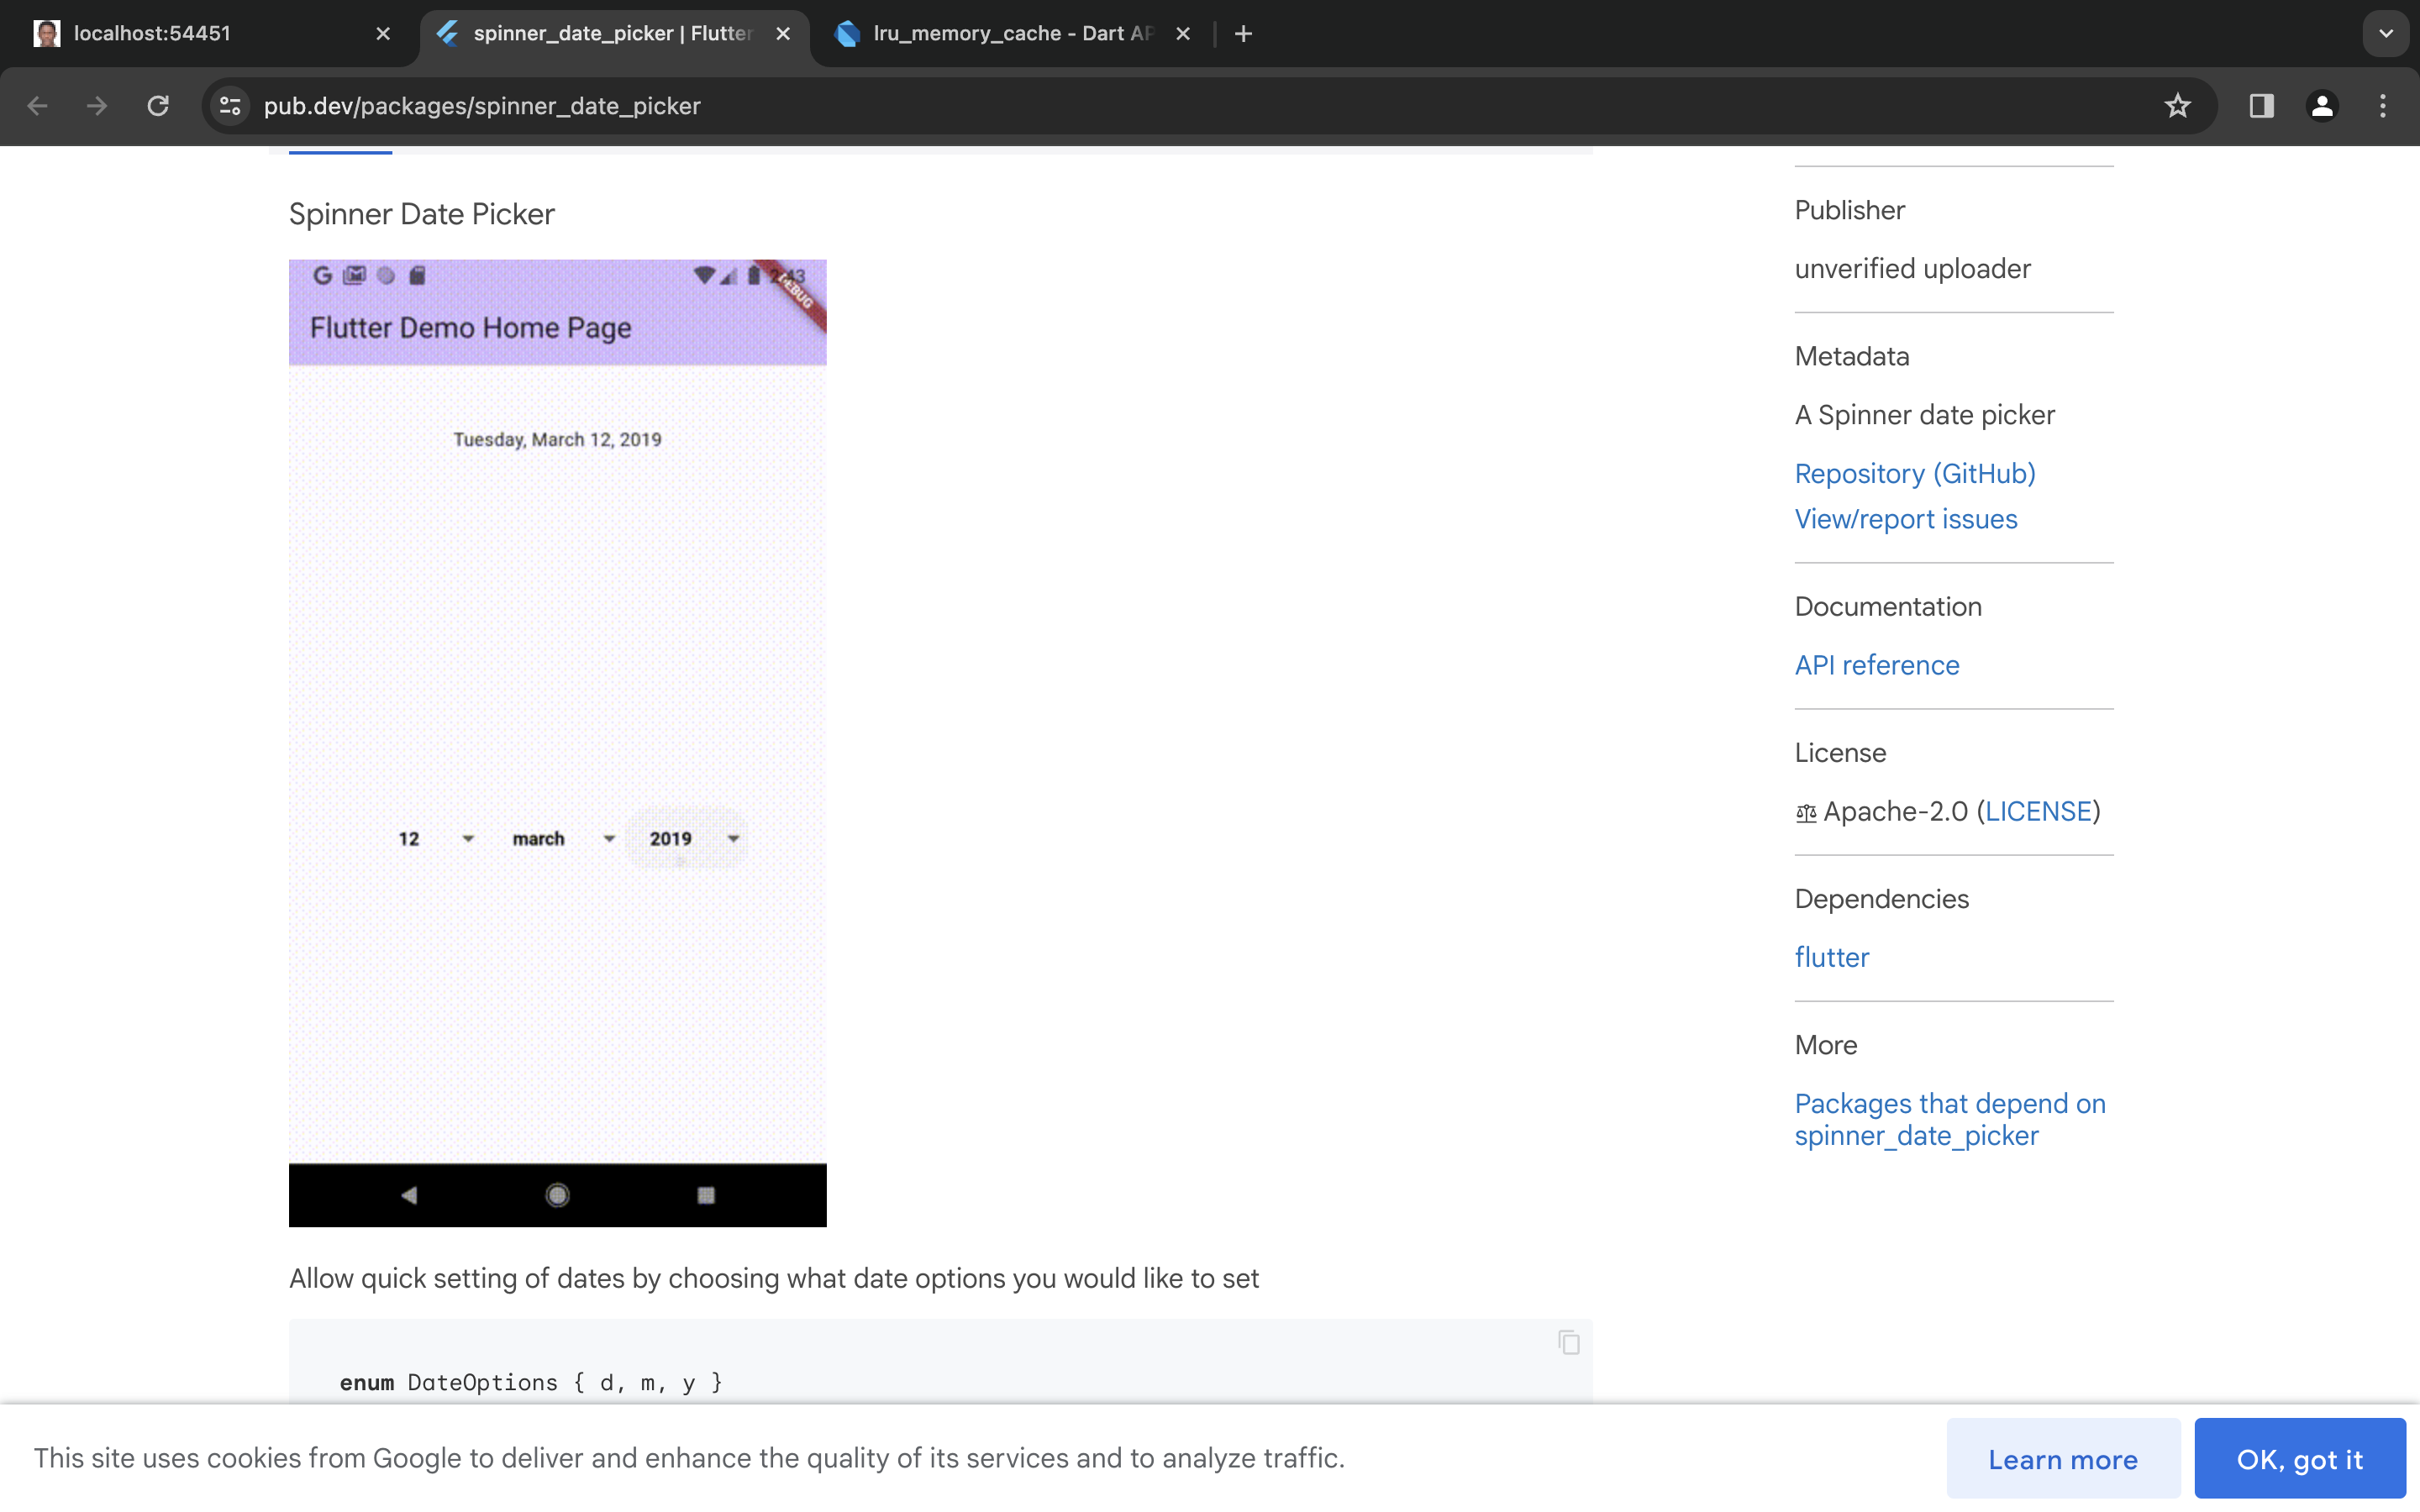 localhost:54451
spinner_date_picker | Flutter
lru_memory_cache - Dart AP
pub.dev/packages/spinner_date_picker
Spinner Date Picker
2:43
DEBUG
Flutter Demo Home Page
Tuesday, March 12, 2019
12 march 2019
Allow quick setting of dates by choosing what date options you would like to set
enum DateOptions { d, m, y }
Publisher
unverified uploader
Metadata
A Spinner date picker
Repository (GitHub)
View/report issues
Documentation
API reference
License
Apache-2.0 (LICENSE)
Dependencies
flutter
More
Packages that depend on
spinner_date_picker
This site uses cookies from Google to deliver and enhance the quality of its services and to analyze traffic.
Learn more
OK, got it